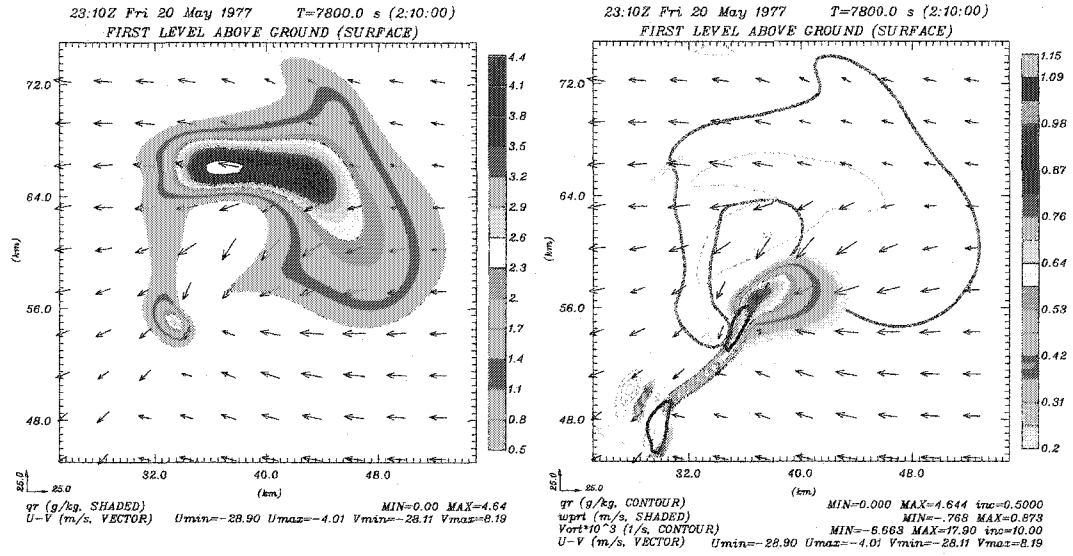 23:10Z Fri 20 May 1977 T=7800.0 s (2:10:00)
FIRST LEVEL ABOVE GROUND (SURFACE)
72.0
64.0
56.0
48.0
(km)
32.0 40.0 48.0
(km)
4.4
4.1
3.8
3.5
3.2
2.9
2.6
2.3
2
1.7
1.4
1.1
0.8
0.5
25.0
25.0
qr (g/kg, SHADED) MIN=0.00 MAX=4.64
U-V (m/s, VECTOR) Umin=-28.90 Umax=-4.01 Vmin=-28.11 Vmax=8.19
23:10Z Fri 20 May 1977 T=7800.0 s (2:10:00)
FIRST LEVEL ABOVE GROUND (SURFACE)
72.0
64.0
56.0
48.0
(km)
32.0 40.0 48.0
(km)
1.15
1.09
0.98
0.87
0.76
0.64
0.53
0.42
0.31
0.2
25.0
25.0
qr (g/kg, CONTOUR) MIN=0.000 MAX=4.644 inc=0.5000
wprt (m/s, SHADED) MIN=-.768 MAX=0.873
Vort*10^3 (1/s, CONTOUR) MIN=-6.563 MAX=17.90 inc=10.00
U-V (m/s, VECTOR) Umin=-28.90 Umax=-4.01 Vmin=-28.11 Vmax=8.19